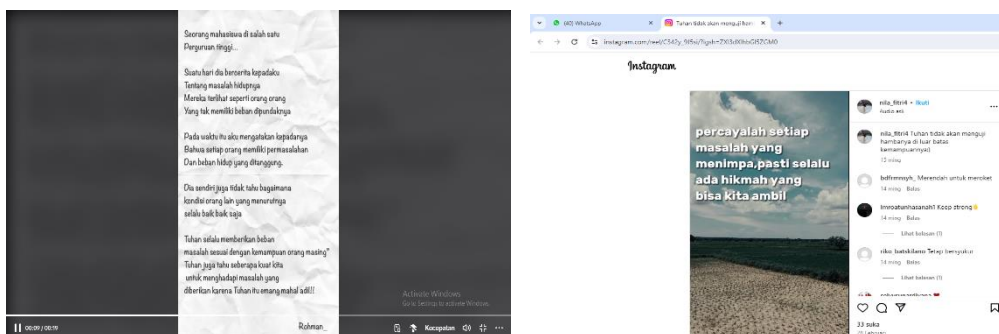 Seorang mahasiswa di salah satu
Perguruan tinggi...
Suatu hari dia bercerita kepadaku
Tentang masalah hidupnya
Mereka terlihat seperti orang orang
Yang tak memiliki beban dipundaknya
Pada waktu itu aku mengatakan kepadanya
Bahwa setiap orang memiliki permasalahan
Dan beban hidup yang ditanggung.
Dia sendiri juga tidak tahu bagaimana
kondisi orang lain yang menurutnya
selalu baik baik saja
Tuhan selalu memberikan beban
masalah sesuai dengan kemampuan orang masing"
Tuhan juga tahu seberapa kuat kita
untuk menghadapi masalah yang
diberikan karena Tuhan itu emang mahal adil!!
Rohman_
Activate Windows
Go to Settings to activate Windows.
00:09 / 00:19
Kecepatan
(40) WhatsApp
Tuhan tidak akan menguji ham
Instagram
percayalah setiap
masalah yang
menimpa,pasti selalu
ada hikmah yang
bisa kita ambil
nila_fitri4 • Ikuti
Audio asli
nila_fitri4 Tuhan tidak akan menguji
hambanya di luar batas
kemampuannya)
13 ming
Merendah untuk meroket
14 ming Balas
imroatunhasanah1 Keep strong
14 ming Balas
Lihat balasan (1)
Tetap bersyukur
14 ming Balas
Lihat balasan (1)
33 suka